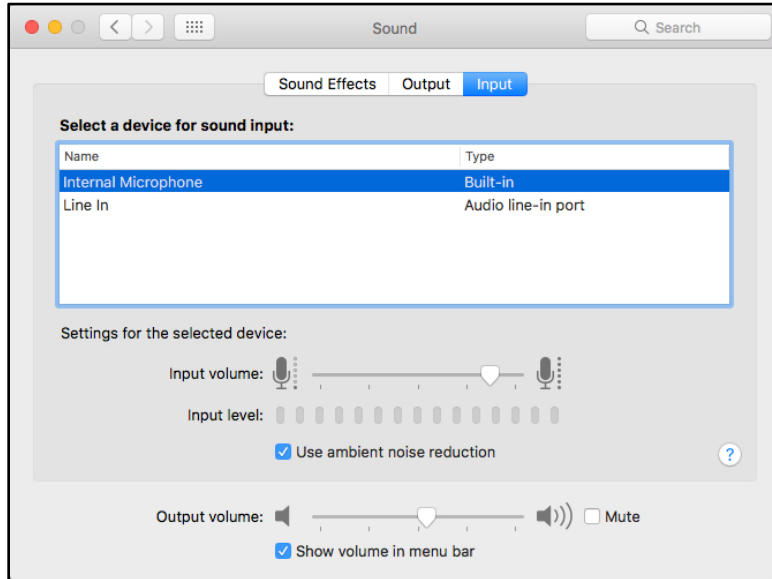 Sound
Search
Sound Effects Output Input
Select a device for sound input:
Name Type
Internal Microphone Built-in
Line In Audio line-in port
Settings for the selected device:
Input volume:
Input level:
Use ambient noise reduction
?
Output volume: Mute
Show volume in menu bar